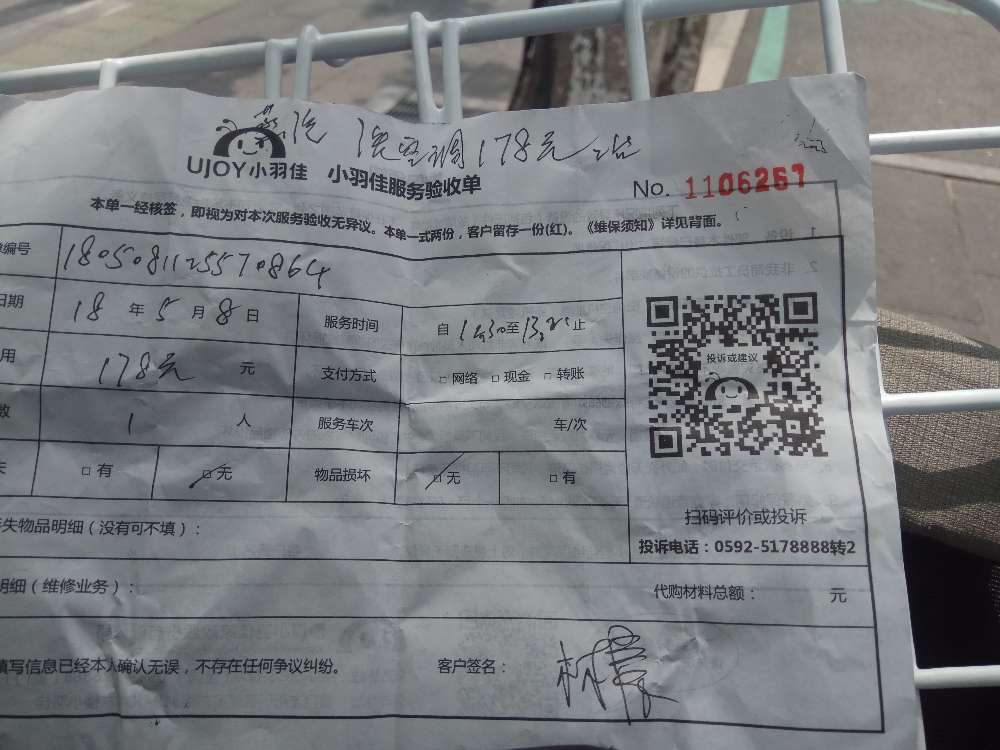 洗空调178元
UJOY小羽佳 小羽佳服务验收单
No. 1106267
本单一经核签，即视为对本次服务验收无异议。本单一式两份，客户留存一份(红)。《维保须知》详见背面。
编号 1805081125570864
日期 18 年 5 月 8 日 服务时间 自 至 止
用 178元 元 支付方式 □ 网络 □ 现金 □ 转账
数 1 人 服务车次 车/次
失 □ 有 □ 无 物品损坏 □ 无 □ 有
投诉或建议
扫码评价或投诉
投诉电话：0592-5178888转2
失物品明细（没有可不填）：
明细（维修业务）： 代购材料总额： 元
填写信息已经本人确认无误，不存在任何争议纠纷。 客户签名：